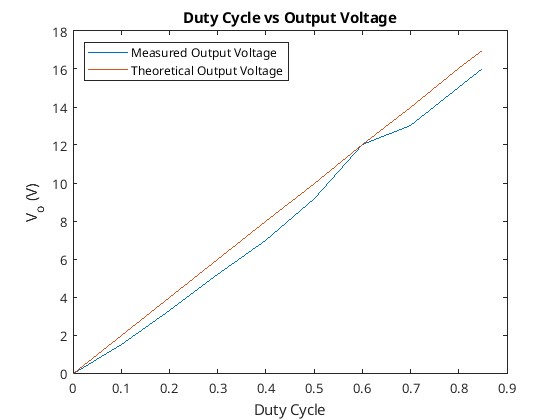 Duty Cycle vs Output Voltage
Measured Output Voltage
Theoretical Output Voltage
18
16
14
12
10
8
6
4
2
0
V_o (V)
0 0.1 0.2 0.3 0.4 0.5 0.6 0.7 0.8 0.9
Duty Cycle